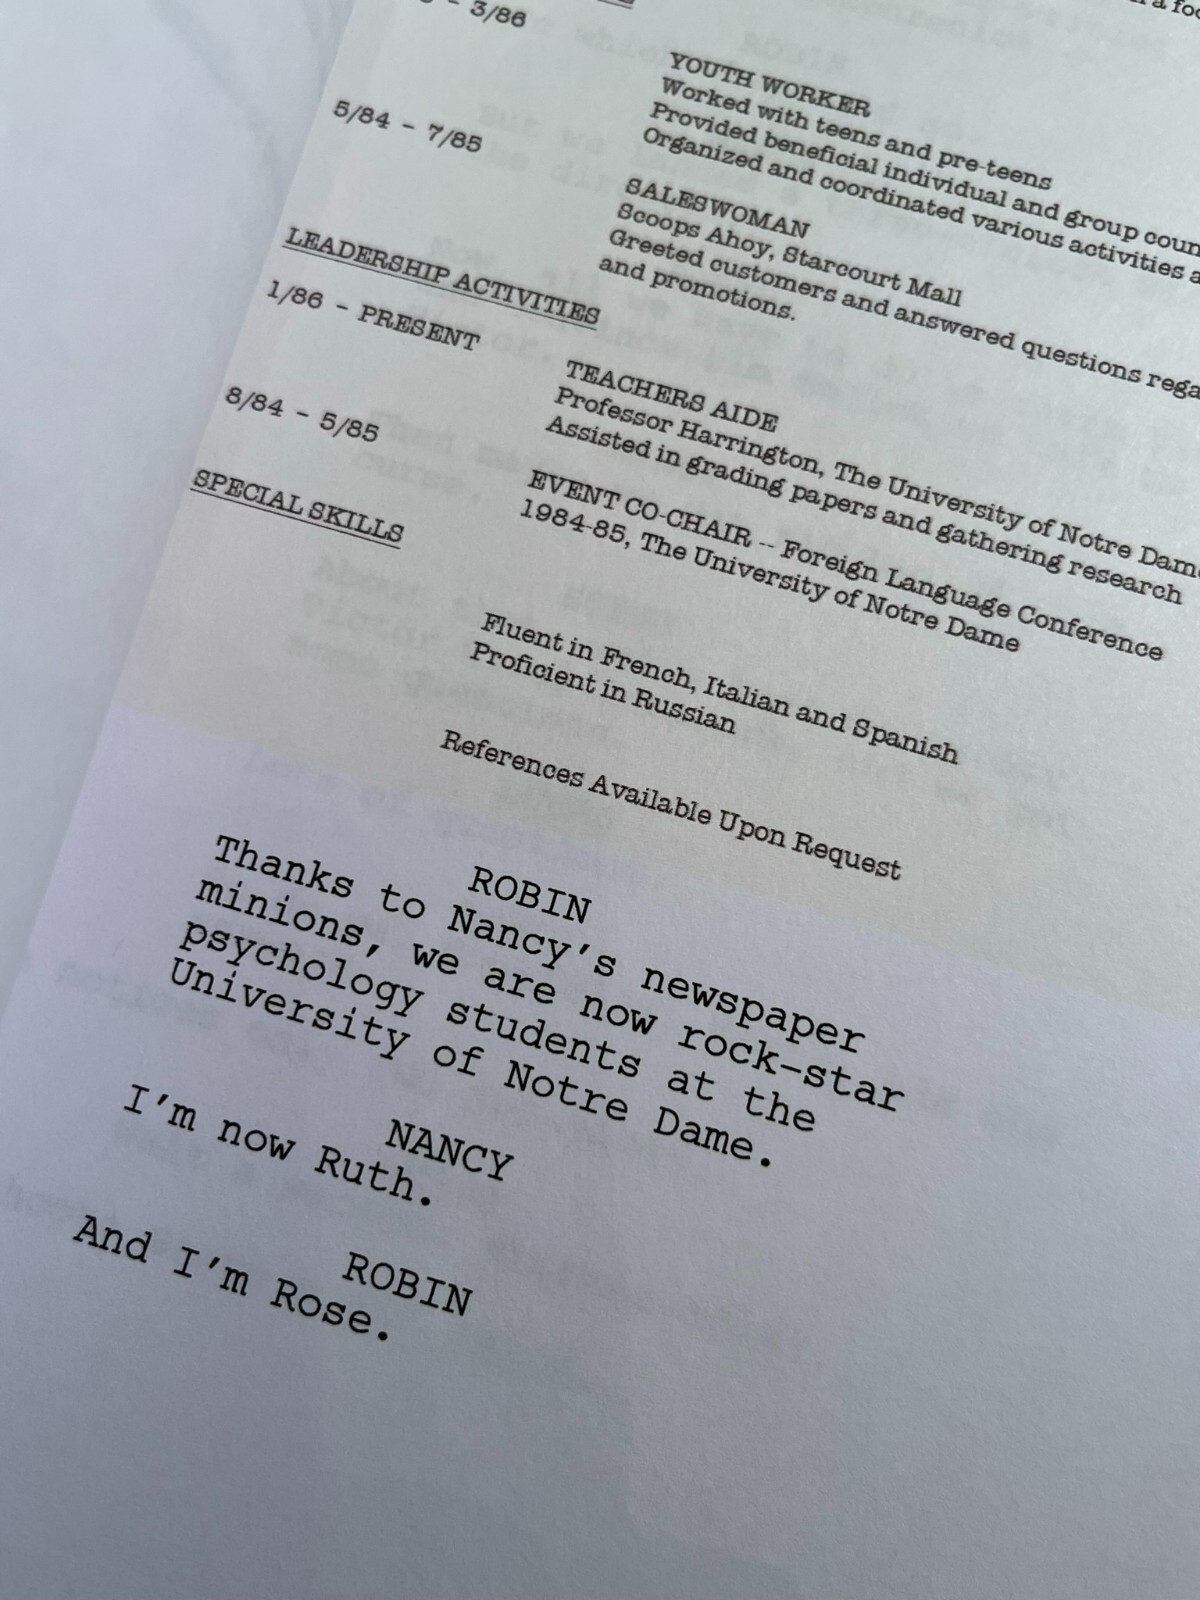 - 3/86
YOUTH WORKER
Worked with teens and pre-teens
Provided beneficial individual and group coun
Organized and coordinated various activities a
5/84 - 7/85
SALESWOMAN
Scoops Ahoy, Starcourt Mall
Greeted customers and answered questions rega
and promotions.
LEADERSHIP ACTIVITIES
1/86 - PRESENT
TEACHERS AIDE
Professor Harrington, The University of Notre Dame
Assisted in grading papers and gathering research
8/84 - 5/85
EVENT CO-CHAIR -- Foreign Language Conference
1984-85, The University of Notre Dame
SPECIAL SKILLS
Fluent in French, Italian and Spanish
Proficient in Russian
References Available Upon Request
ROBIN
Thanks to Nancy's newspaper
minions, we are now rock-star
psychology students at the
University of Notre Dame.
NANCY
I'm now Ruth.
ROBIN
And I'm Rose.